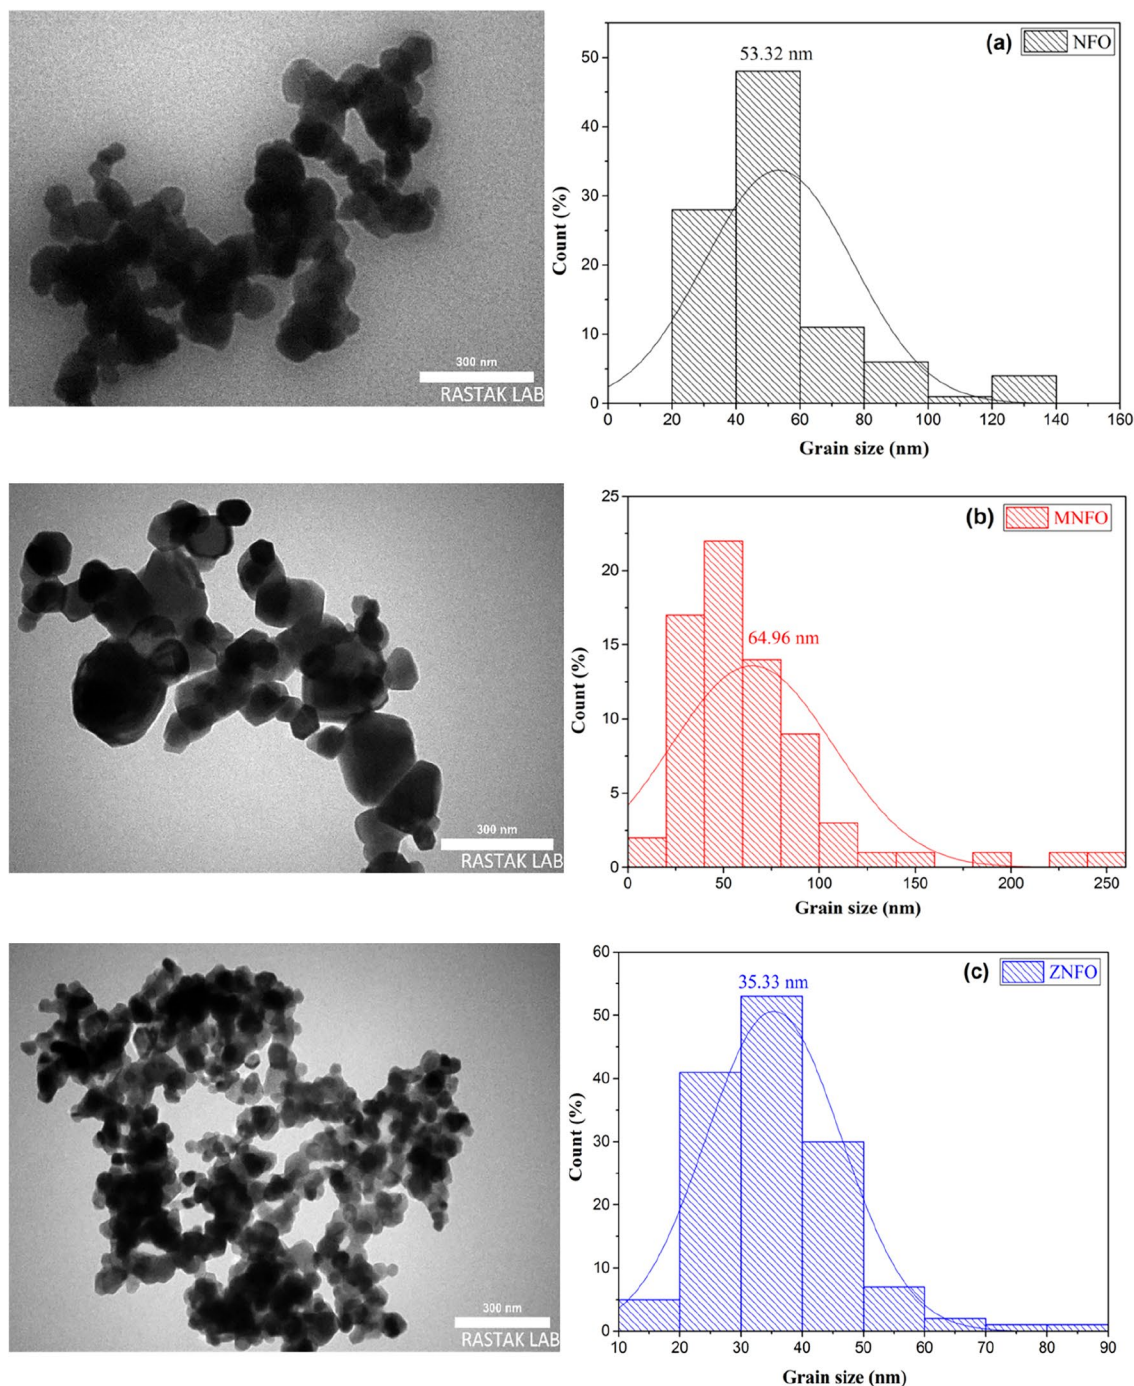 300 nm
RASTAK LAB
(a)
NFO
53.32 nm
50
40
30
20
10
0
Count (%)
0 20 40 60 80 100 120 140 160
Grain size (nm)
300 nm
RASTAK LAB
(b)
MNFO
64.96 nm
25
20
15
10
5
0
Count (%)
0 50 100 150 200 250
Grain size (nm)
300 nm
RASTAK LAB
(c)
ZNFO
35.33 nm
60
50
40
30
20
10
0
Count (%)
10 20 30 40 50 60 70 80 90
Grain size (nm)